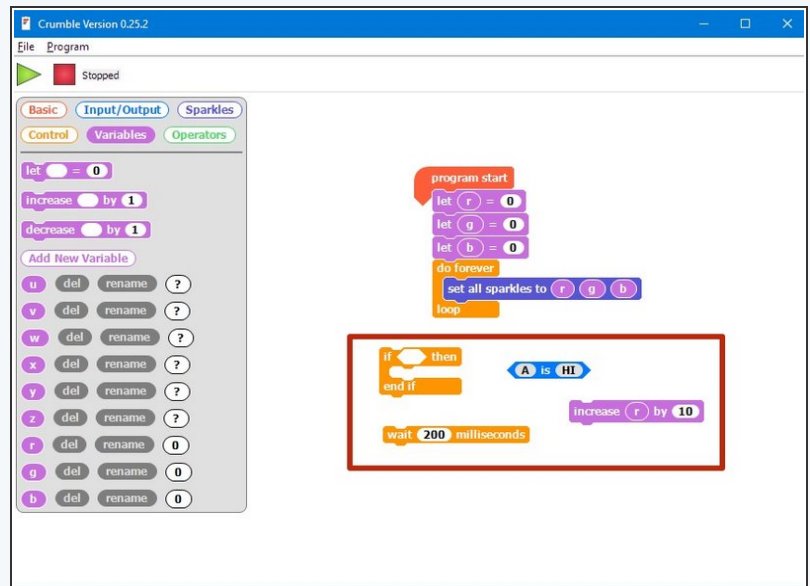 Crumble Version 0.25.2
File Program
Stopped
Basic Input/Output Sparkles
Control Variables Operators
let = 0
increase by 1
decrease by 1
Add New Variable
u del rename ?
v del rename ?
w del rename ?
x del rename ?
y del rename ?
z del rename ?
r del rename 0
g del rename 0
b del rename 0
program start
let r = 0
let g = 0
let b = 0
do forever
set all sparkles to r g b
loop
if then
end if
A is HI
increase r by 10
wait 200 milliseconds